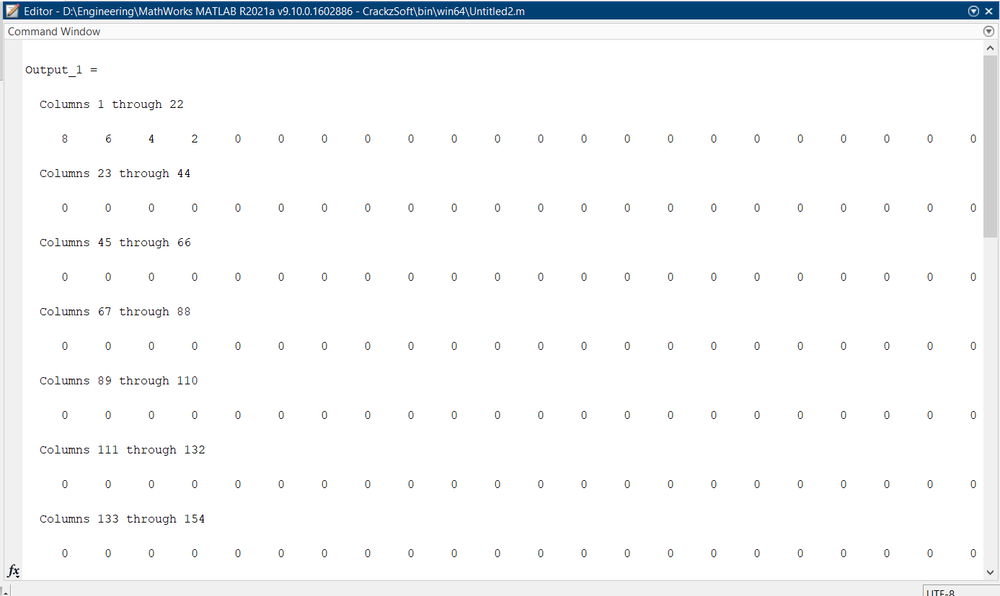 Editor - D:\Engineering\MathWorks MATLAB R2021a v9.10.0.1602886 - CrackzSoft\bin\win64\Untitled2.m
Command Window
Output_1 =
Columns 1 through 22
8 6 4 2 0 0 0 0 0 0 0 0 0 0 0 0 0 0 0 0 0 0
Columns 23 through 44
0 0 0 0 0 0 0 0 0 0 0 0 0 0 0 0 0 0 0 0 0 0
Columns 45 through 66
0 0 0 0 0 0 0 0 0 0 0 0 0 0 0 0 0 0 0 0 0 0
Columns 67 through 88
0 0 0 0 0 0 0 0 0 0 0 0 0 0 0 0 0 0 0 0 0 0
Columns 89 through 110
0 0 0 0 0 0 0 0 0 0 0 0 0 0 0 0 0 0 0 0 0 0
Columns 111 through 132
0 0 0 0 0 0 0 0 0 0 0 0 0 0 0 0 0 0 0 0 0 0
Columns 133 through 154
0 0 0 0 0 0 0 0 0 0 0 0 0 0 0 0 0 0 0 0 0 0
fx
UTF-8